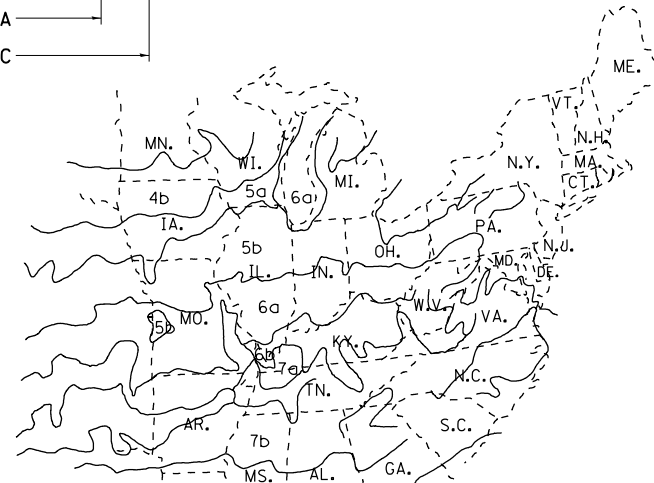 A
C
ME.
VT.
MN.
N.H.
WI.
N.Y.
MA.
5a
MI.
CT.
4b
6a
IA.
PA.
5b
OH.
N.J.
IL.
IN.
MD.
DE.
6a
W.V.
MO.
VA.
5b
KY.
6b
7a
N.C.
TN.
AR.
S.C.
7b
MS.
AL.
GA.